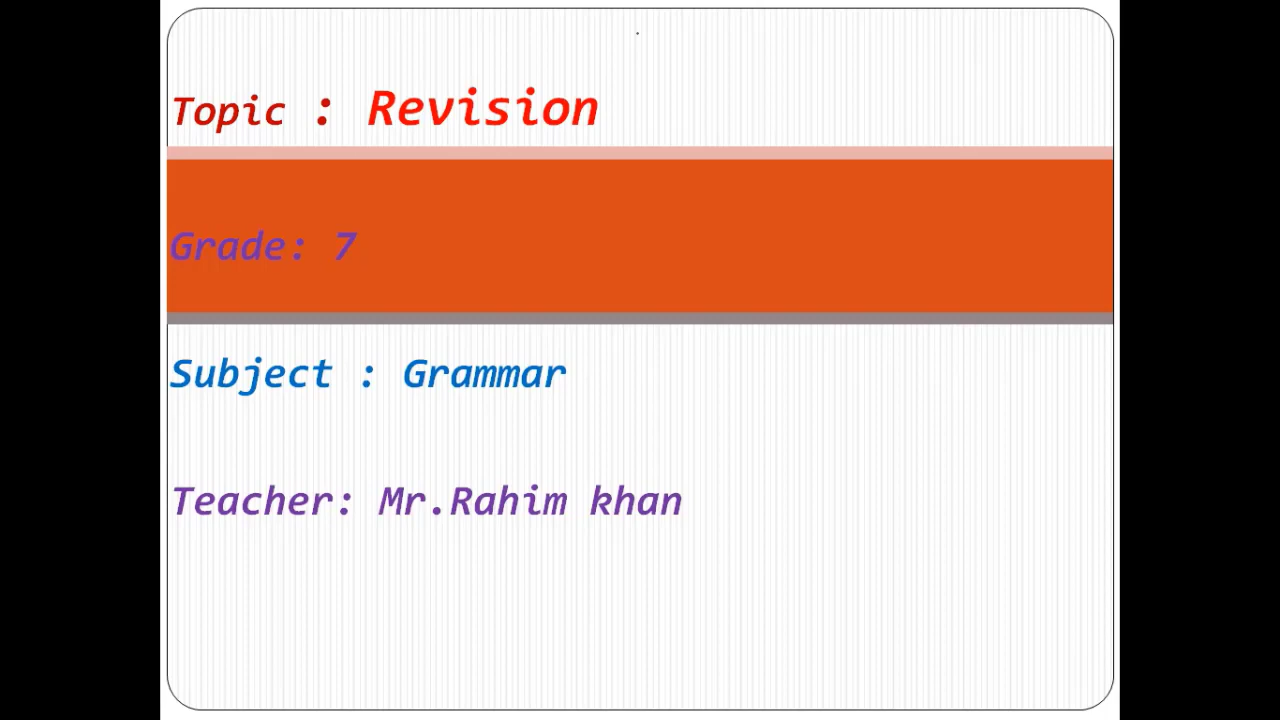 Topic : Revision
Grade: 7
Subject : Grammar
Teacher: Mr.Rahim khan